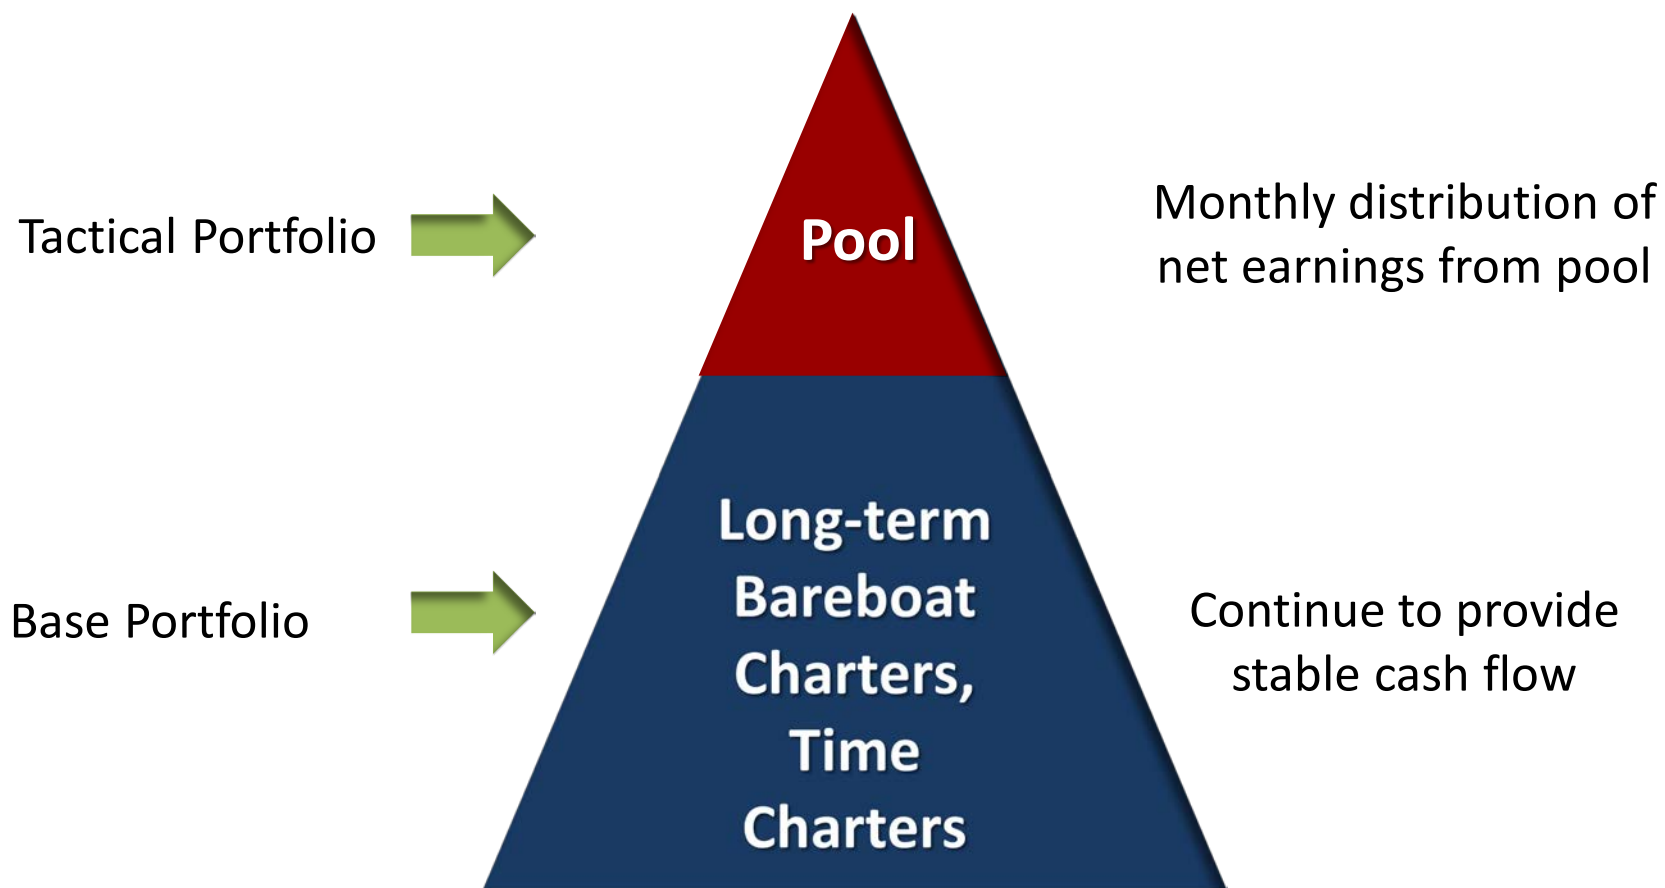 Tactical Portfolio
Pool
Monthly distribution of
net earnings from pool
Base Portfolio
Long-term
Bareboat
Charters,
Time
Charters
Continue to provide
stable cash flow